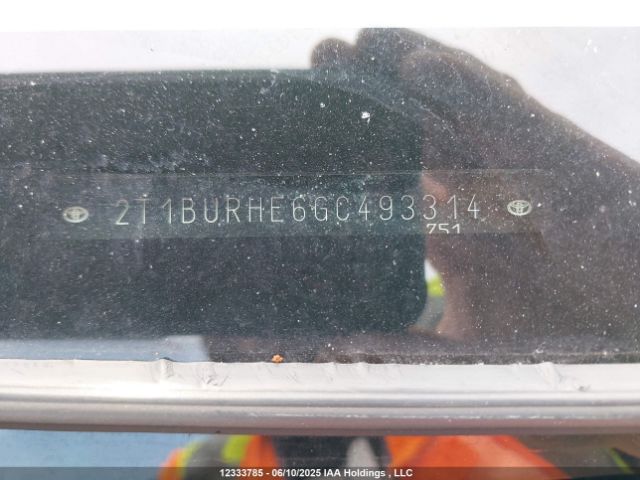 2T1BURHE6GC493314
751
12333785 - 06/10/2025 IAA Holdings , LLC